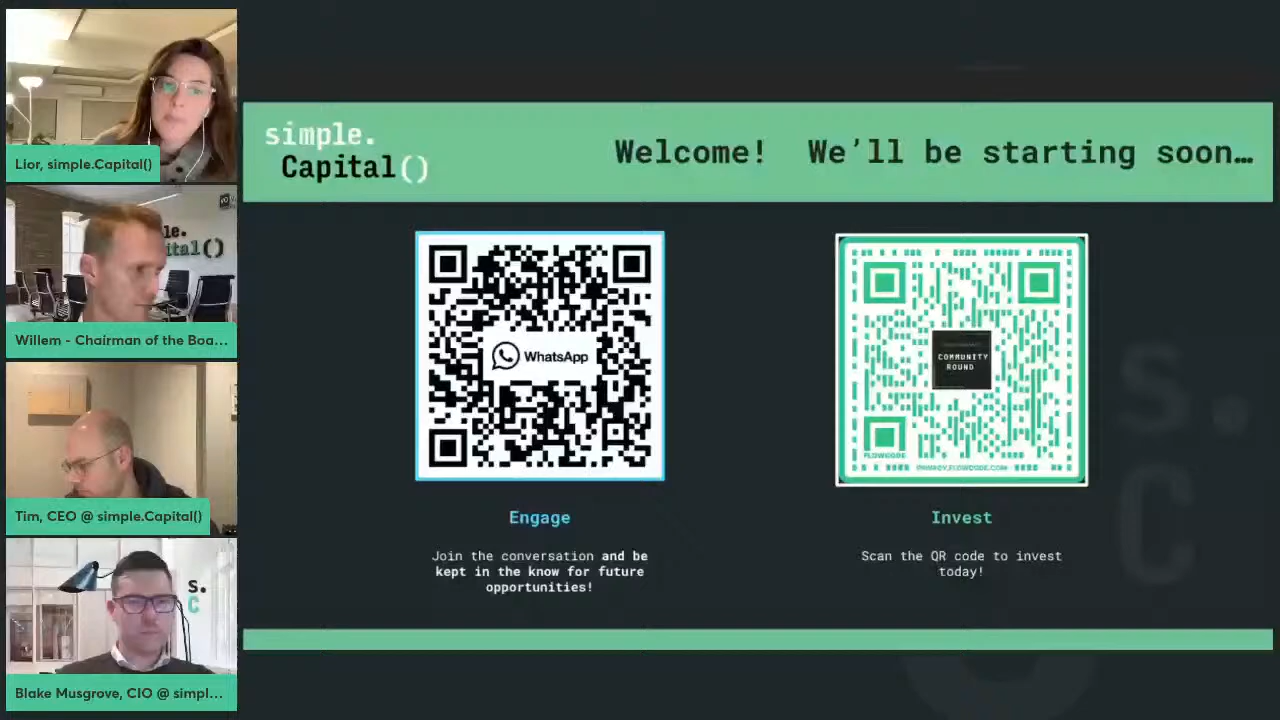 Lior, simple.Capital()
Willem - Chairman of the Boa...
Tim, CEO @ simple.Capital()
s.
C
Blake Musgrove, CIO @ simpl...
simple.
Capital()
Welcome! We’ll be starting soon…
WhatsApp
COMMUNITY
ROUND
FLOWCODE
Engage
Join the conversation and be
kept in the know for future
opportunities!
Invest
Scan the QR code to invest
today!
s.
C